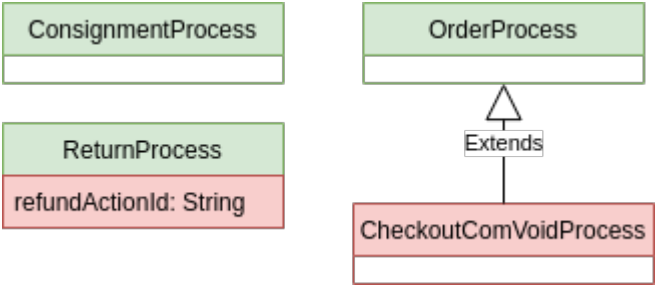 ConsignmentProcess
OrderProcess
ReturnProcess
refundActionId: String
Extends
CheckoutComVoidProcess